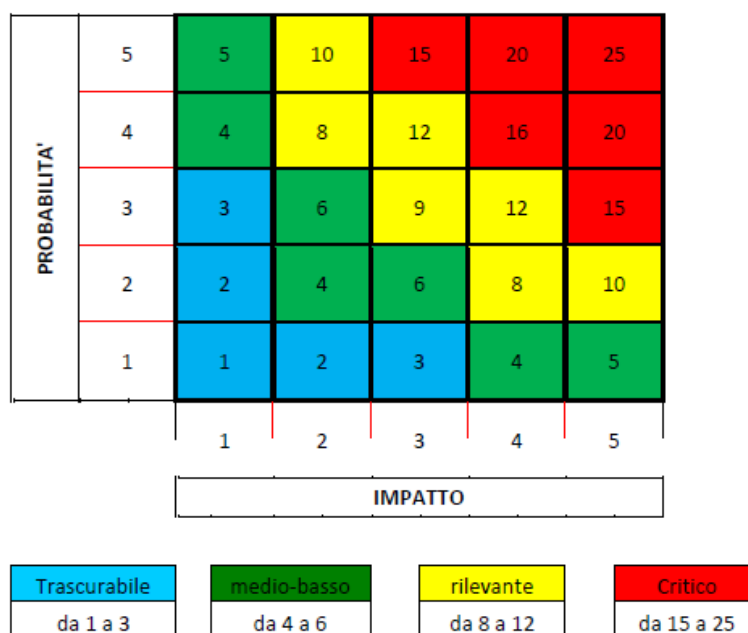 PROBABILITA'
5 5 10 15 20 25
4 4 8 12 16 20
3 3 6 9 12 15
2 2 4 6 8 10
1 1 2 3 4 5
1 2 3 4 5
IMPATTO
Trascurabile medio-basso rilevante Critico
da 1 a 3 da 4 a 6 da 8 a 12 da 15 a 25